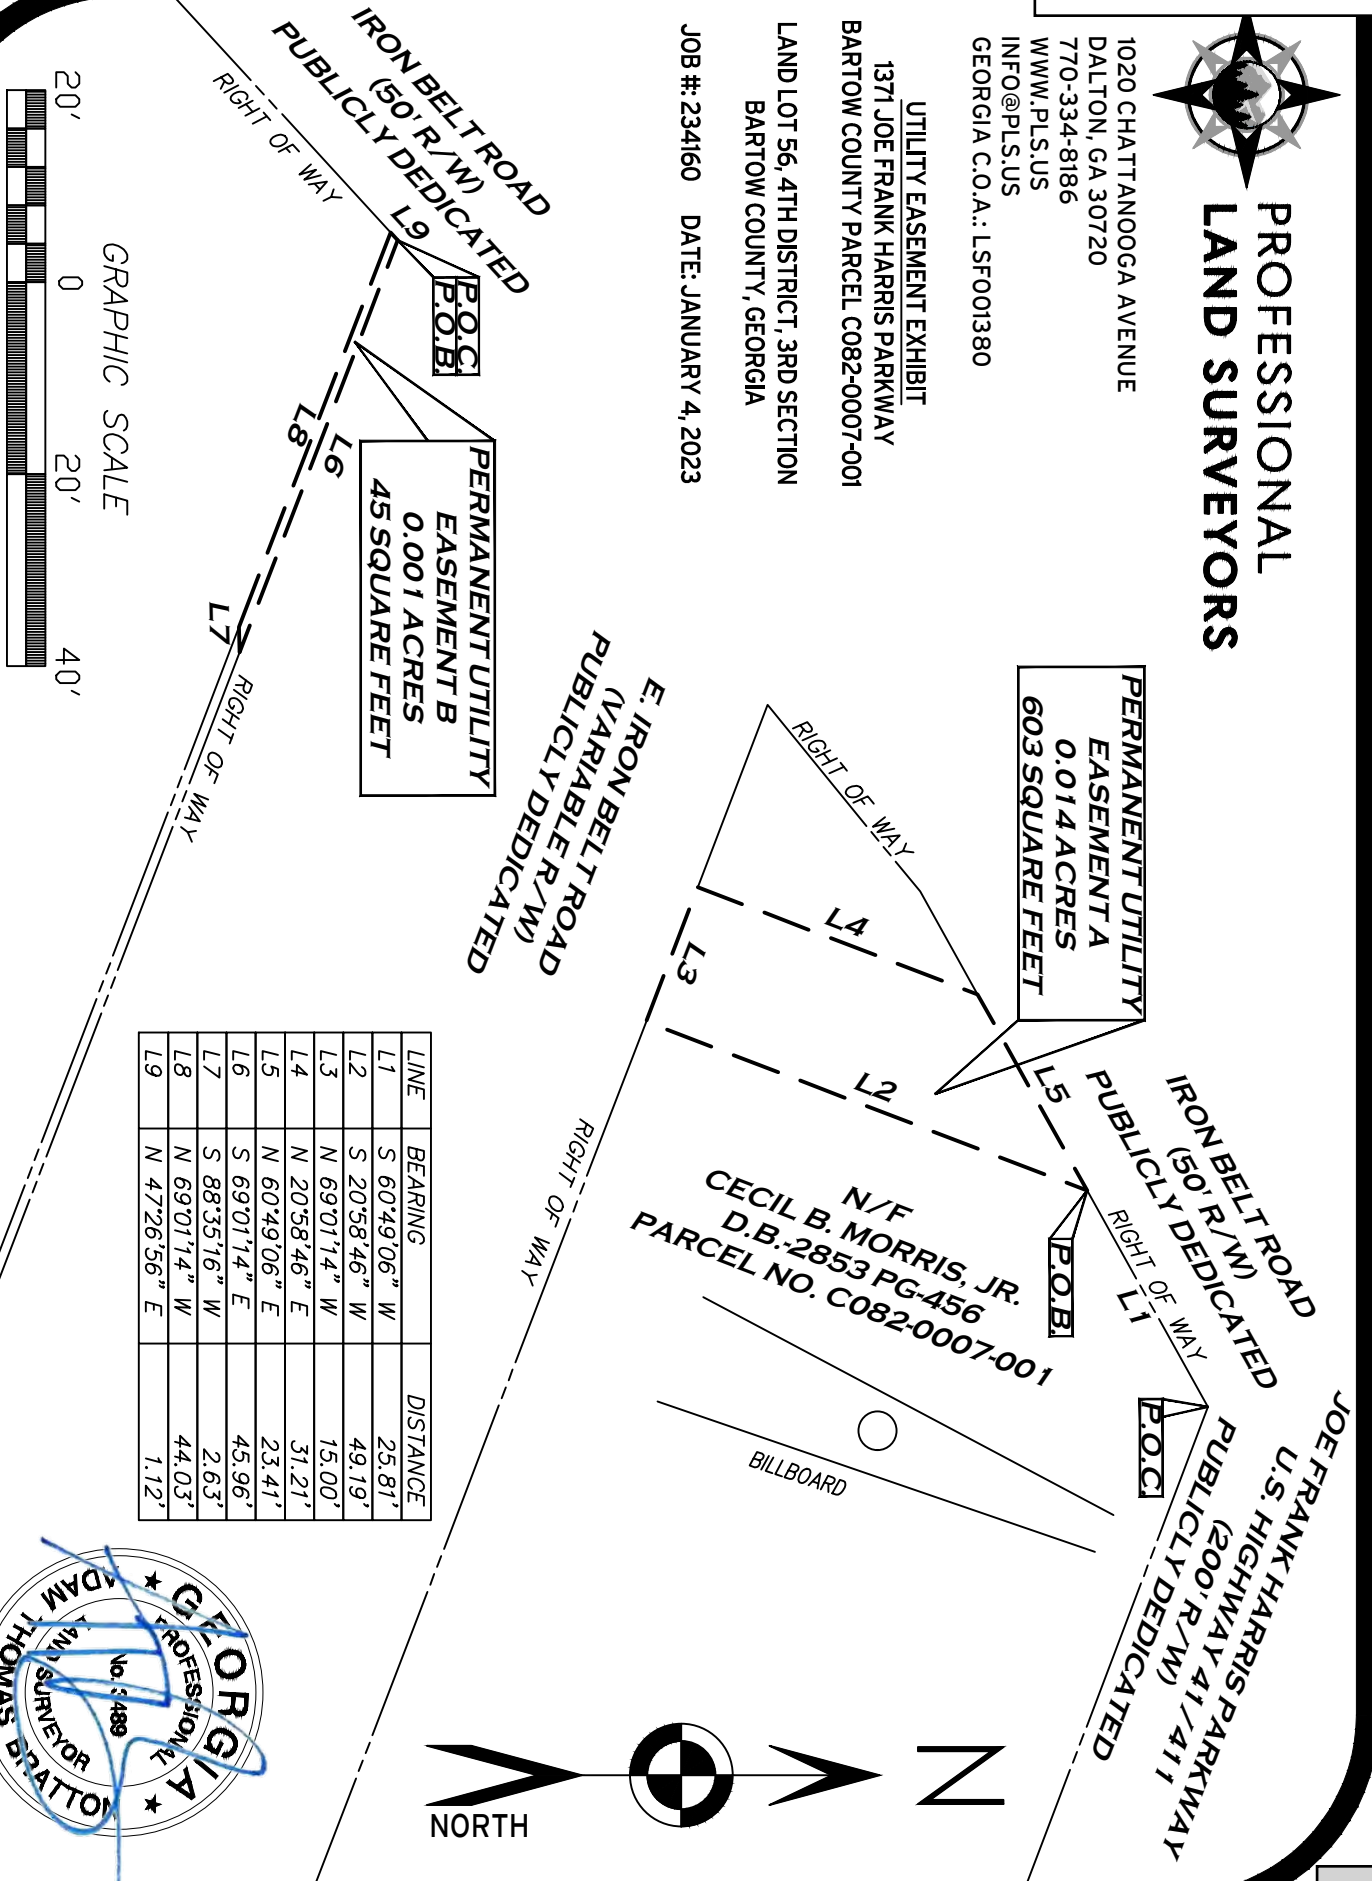 PROFESSIONAL
LAND SURVEYORS
1020 CHATTANOOGA AVENUE
DALTON, GA 30720
770-334-8186
WWW.PLS.US
INFO@PLS.US
GEORGIA C.O.A.: LSF001380
UTILITY EASEMENT EXHIBIT
1371 JOE FRANK HARRIS PARKWAY
BARTOW COUNTY PARCEL C082-0007-001
LAND LOT 56, 4TH DISTRICT, 3RD SECTION
BARTOW COUNTY, GEORGIA
JOB #: 234160 DATE: JANUARY 4, 2023
IRON BELT ROAD
(50' R/W)
PUBLICLY DEDICATED
RIGHT OF WAY
L9
P.O.C.
P.O.B.
PERMANENT UTILITY
EASEMENT B
0.001 ACRES
45 SQUARE FEET
L6
L8
L7
RIGHT OF WAY
GRAPHIC SCALE
20' 0 20' 40'
PERMANENT UTILITY
EASEMENT A
0.014 ACRES
603 SQUARE FEET
RIGHT OF WAY
L4
L3
L2
L5
E. IRON BELT ROAD
(VARIABLE R/W)
PUBLICLY DEDICATED
RIGHT OF WAY
IRON BELT ROAD
(50' R/W)
PUBLICLY DEDICATED
RIGHT OF WAY
L1
P.O.B.
P.O.C.
N/F
CECIL B. MORRIS, JR.
D.B.-2853 PG-456
PARCEL NO. C082-0007-001
BILLBOARD
JOE FRANK HARRIS PARKWAY
U.S. HIGHWAY 41/411
(200' R/W)
PUBLICLY DEDICATED
LINE BEARING DISTANCE
L1 S 60°49'06" W 25.81'
L2 S 20°58'46" W 49.19'
L3 N 69°01'14" W 15.00'
L4 N 20°58'46" E 31.21'
L5 N 60°49'06" E 23.41'
L6 S 69°01'14" E 45.96'
L7 S 88°35'16" W 2.63'
L8 N 69°01'14" W 44.03'
L9 N 47°26'56" E 1.12'
N
NORTH
GEORGIA
PROFESSIONAL
No. 3489
LAND SURVEYOR
ADAM THOMAS BRATTON